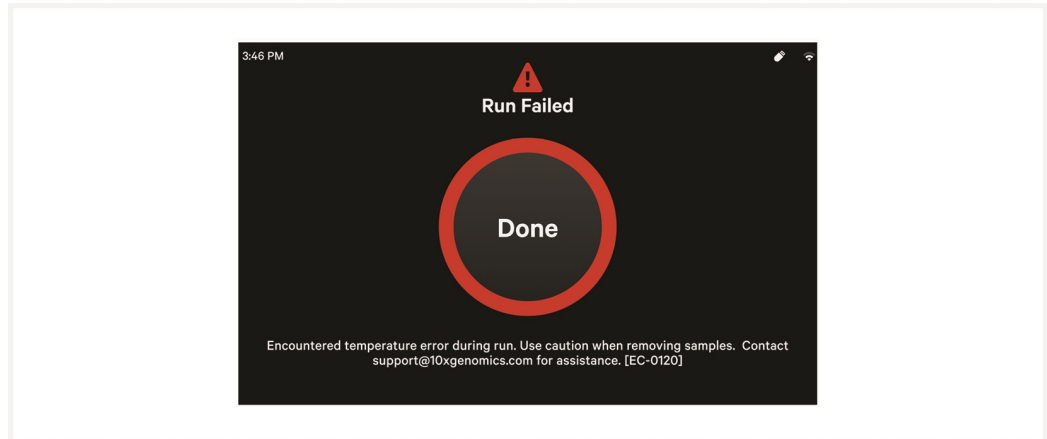 3:46 PM
Run Failed
Done
Encountered temperature error during run. Use caution when removing samples.  Contact
support@10xgenomics.com for assistance. [EC-0120]